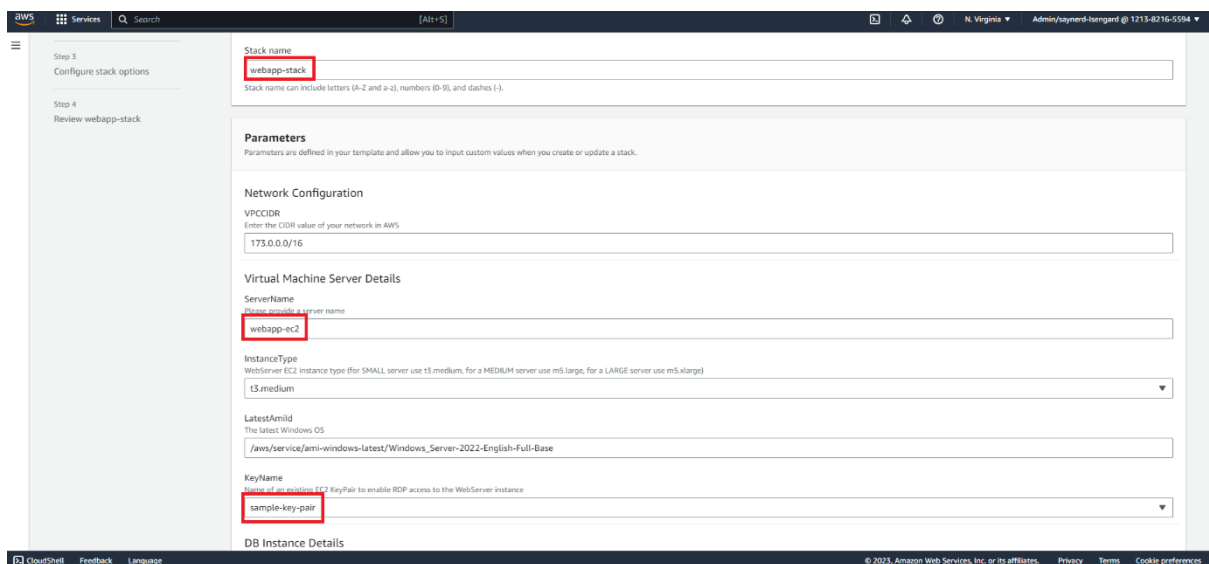 aws Services Search [Alt+S] N. Virginia ▼ Admin/saynerd-Isengard @ 1213-8216-5594 ▼
Step 3
Configure stack options
Step 4
Review webapp-stack
Stack name
webapp-stack
Stack name can include letters (A-Z and a-z), numbers (0-9), and dashes (-).
Parameters
Parameters are defined in your template and allow you to input custom values when you create or update a stack.
Network Configuration
VPCCIDR
Enter the CIDR value of your network in AWS
173.0.0.0/16
Virtual Machine Server Details
ServerName
Please provide a server name
webapp-ec2
InstanceType
WebServer EC2 instance type (for SMALL server use t3.medium, for a MEDIUM server use m5.large, for a LARGE server use m5.xlarge)
t3.medium
LatestAmiId
The latest Windows OS
/aws/service/ami-windows-latest/Windows_Server-2022-English-Full-Base
KeyName
Name of an existing EC2 KeyPair to enable RDP access to the WebServer instance
sample-key-pair
DB Instance Details
CloudShell Feedback Language © 2023, Amazon Web Services, Inc. or its affiliates. Privacy Terms Cookie preferences